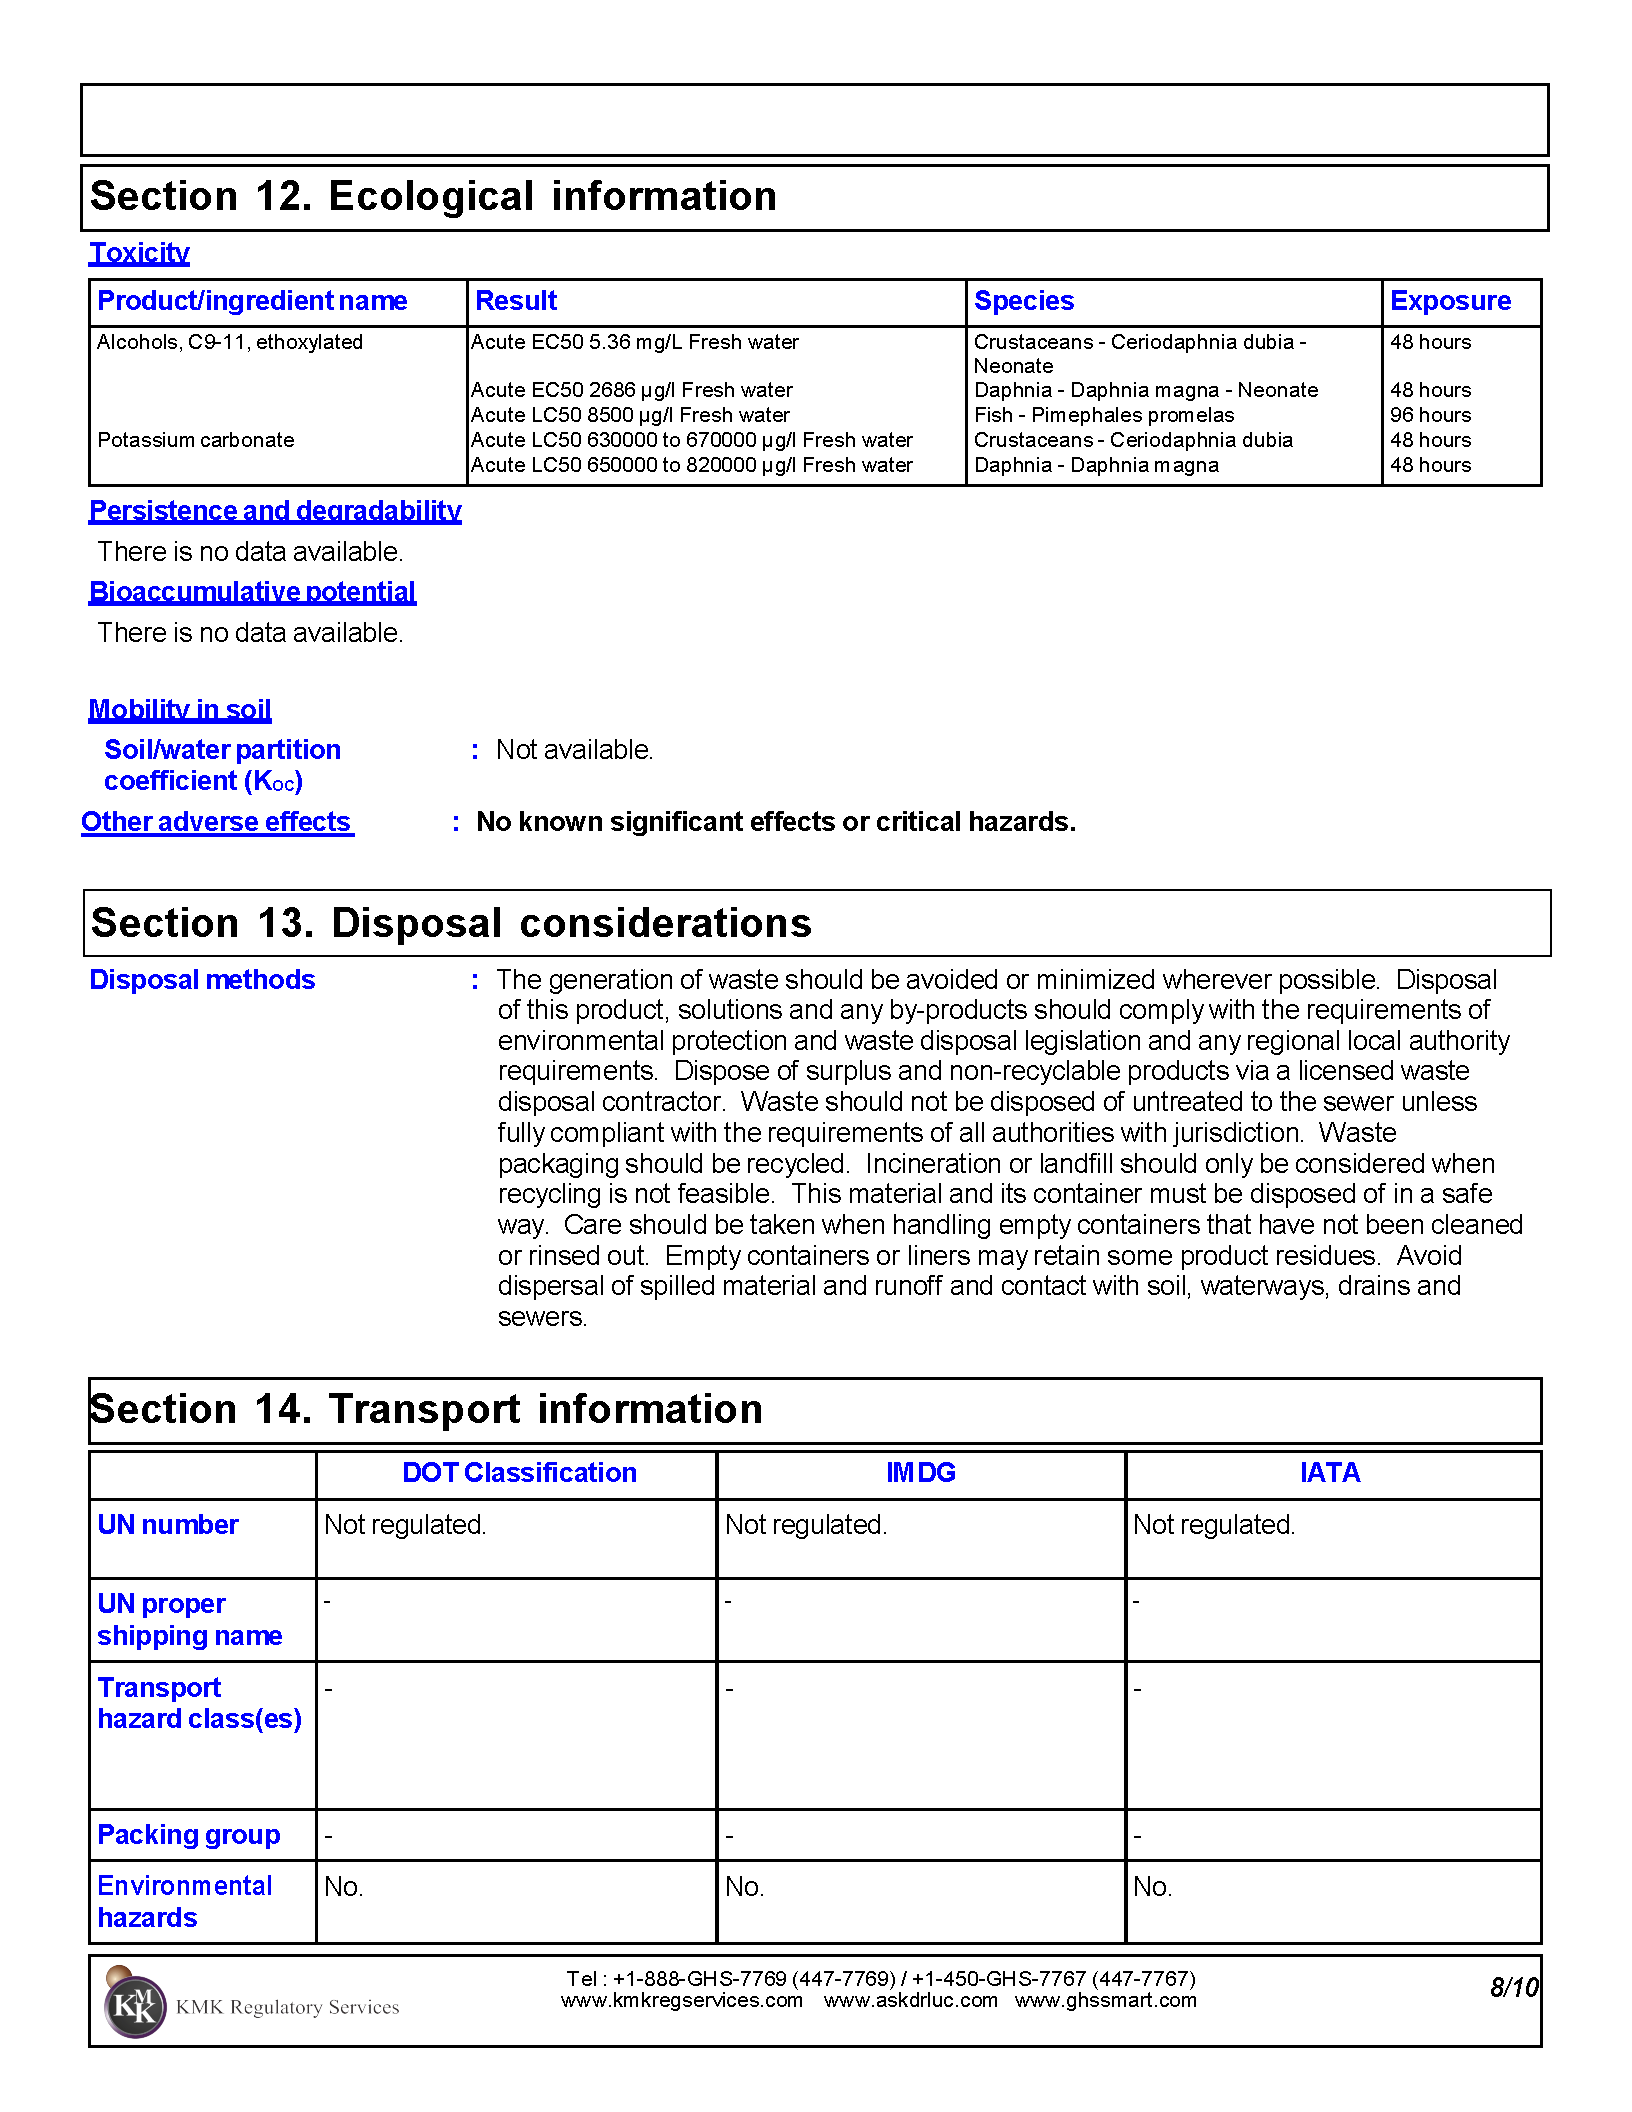 Section 12. Ecological information
Toxicity
Product/ingredient name Result Species Exposure
Alcohols, C9-11, ethoxylated Acute EC50 5.36 mg/L Fresh water Crustaceans - Ceriodaphnia dubia - 48 hours
Neonate
Acute EC50 2686 µg/l Fresh water Daphnia - Daphnia magna - Neonate 48 hours
Acute LC50 8500 µg/l Fresh water Fish - Pimephales promelas 96 hours
Potassium carbonate Acute LC50 630000 to 670000 µg/l Fresh water Crustaceans - Ceriodaphnia dubia 48 hours
Acute LC50 650000 to 820000 µg/l Fresh water Daphnia - Daphnia magna 48 hours
Persistence and degradability
There is no data available.
Bioaccumulative potential
There is no data available.
Mobility in soil
Soil/water partition : Not available.
coefficient (KOC)
Other adverse effects : No known significant effects or critical hazards.
Section 13. Disposal considerations
Disposal methods : The generation of waste should be avoided or minimized wherever possible. Disposal
of this product, solutions and any by-products should comply with the requirements of
environmental protection and waste disposal legislation and any regional local authority
requirements. Dispose of surplus and non-recyclable products via a licensed waste
disposal contractor. Waste should not be disposed of untreated to the sewer unless
fully compliant with the requirements of all authorities with jurisdiction. Waste
packaging should be recycled. Incineration or landfill should only be considered when
recycling is not feasible. This material and its container must be disposed of in a safe
way. Care should be taken when handling empty containers that have not been cleaned
or rinsed out. Empty containers or liners may retain some product residues. Avoid
dispersal of spilled material and runoff and contact with soil, waterways, drains and
sewers.
Section 14. Transport information
DOT Classification IMDG IATA
UN number Not regulated. Not regulated. Not regulated.
UN proper - - -
shipping name
Transport - - -
hazard class(es)
Packing group - - -
Environmental No. No. No.
hazards
KMK KMK Regulatory Services
Tel : +1-888-GHS-7769 (447-7769) / +1-450-GHS-7767 (447-7767)
www.kmkregservices.com www.askdrluc.com www.ghssmart.com
8/10